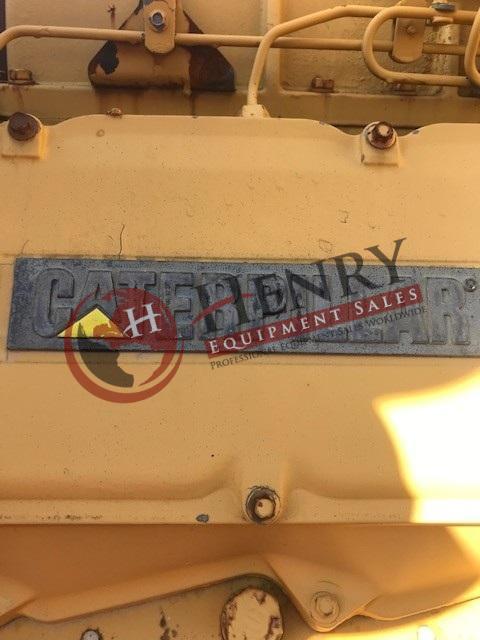 CATERPILLAR
H HENRY
EQUIPMENT SALES
PROFESSIONAL EQUIPMENT SALES WORLDWIDE